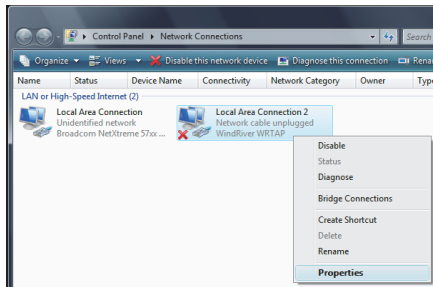 Control Panel ▸ Network Connections
Search
Organize Views Disable this network device Diagnose this connection Rena
Name Status Device Name Connectivity Network Category Owner Type
LAN or High-Speed Internet (2)
Local Area Connection
Unidentified network
Broadcom NetXtreme 57xx ...
Local Area Connection 2
Network cable unplugged
WindRiver WRTAP
Disable
Status
Diagnose
Bridge Connections
Create Shortcut
Delete
Rename
Properties